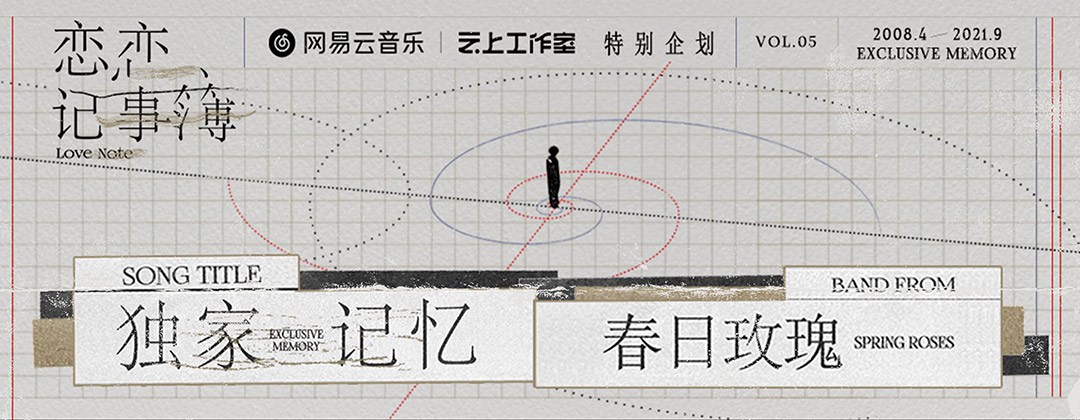 恋恋
记事簿
Love Note
网易云音乐 云上工作室 特别企划
VOL.05
2008.4—2021.9
EXCLUSIVE MEMORY
SONG TITLE
独家记忆
EXCLUSIVE
MEMORY
BAND FROM
春日玫瑰 SPRING ROSES